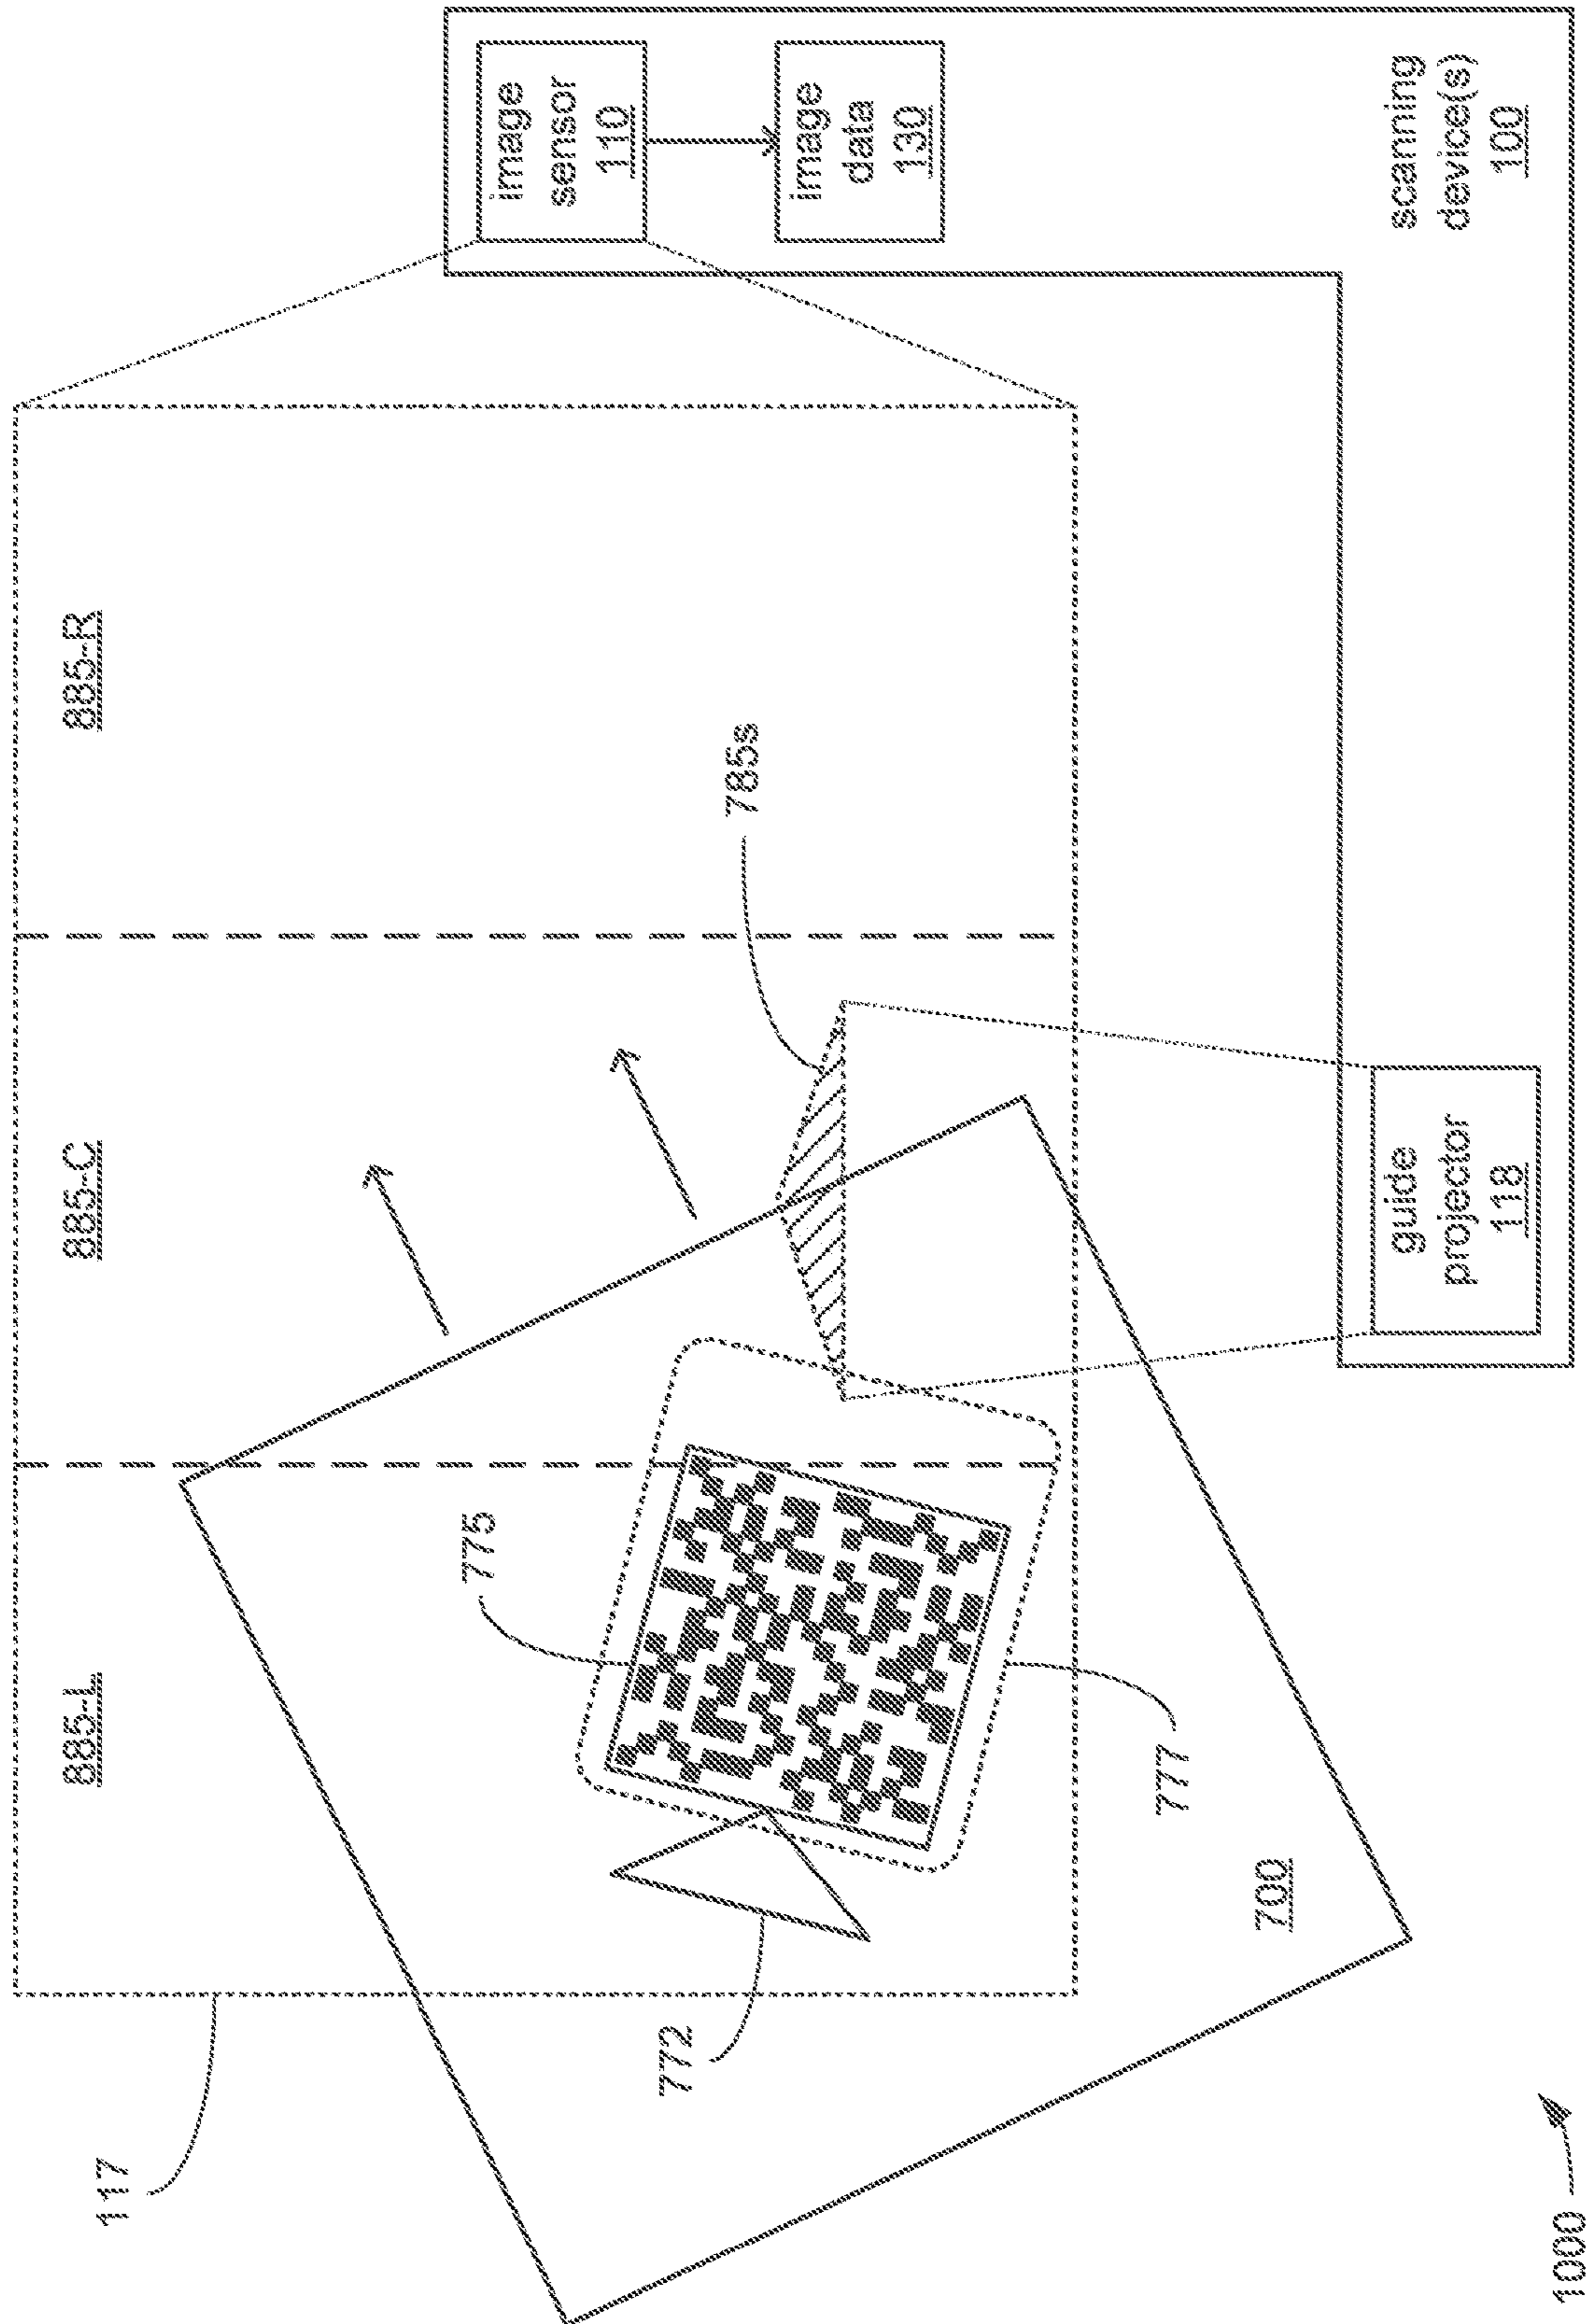 117
885-L
885-C
885-R
image
sensor
110
image
data
130
775
785s
772
777
700
guide
projector
118
scanning
device(s)
100
1000